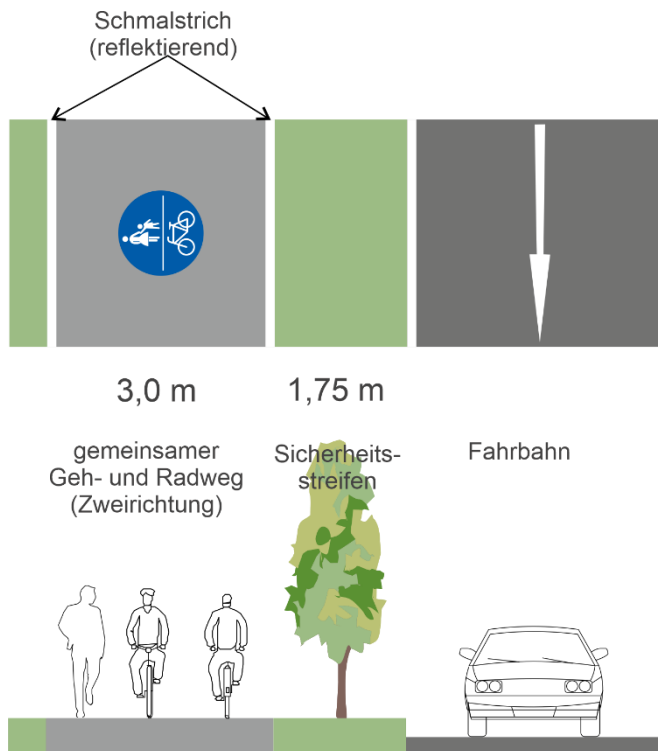 Schmalstrich
(reflektierend)
3,0 m
1,75 m
gemeinsamer
Geh- und Radweg
(Zweirichtung)
Sicherheits-
streifen
Fahrbahn